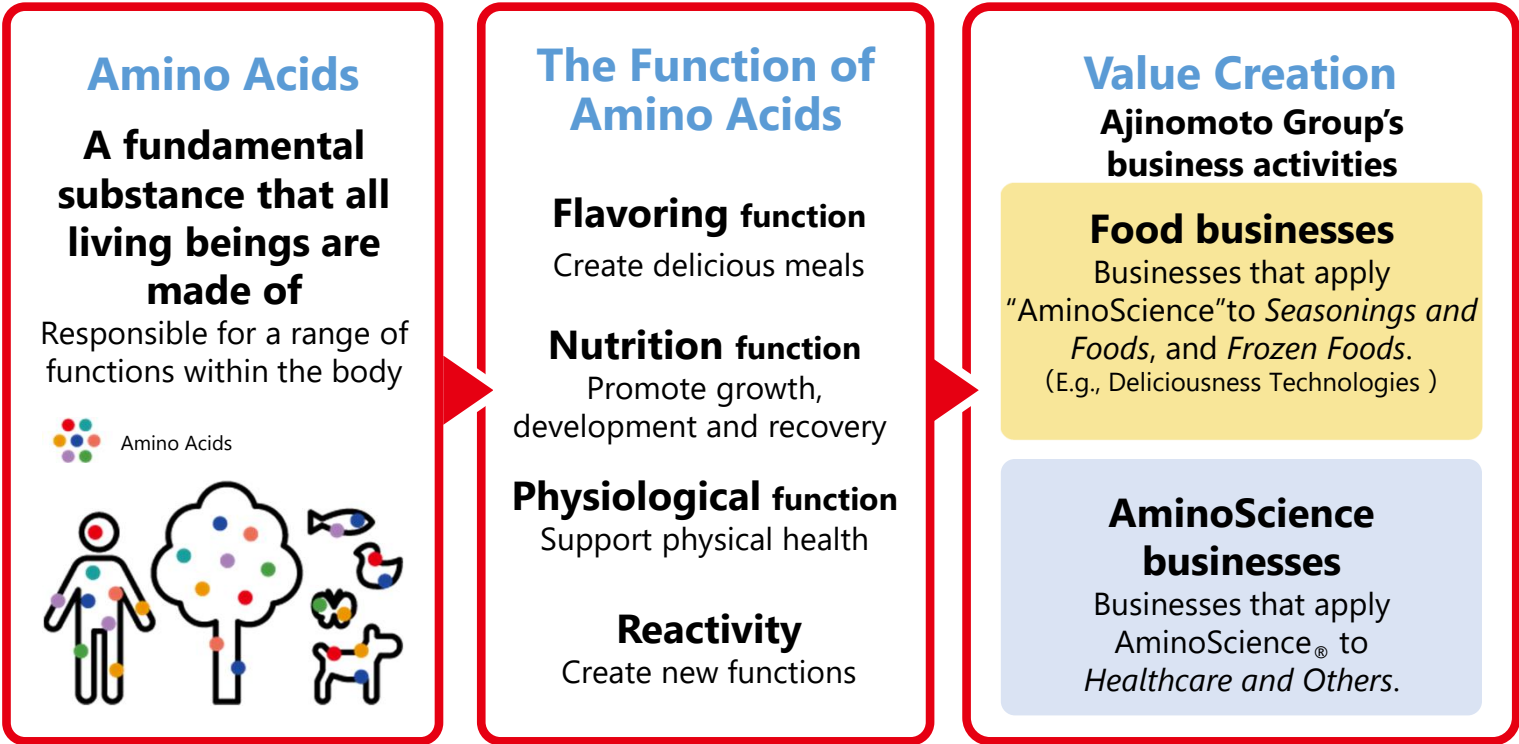 Amino Acids
A fundamental
substance that all
living beings are
made of
Responsible for a range of
functions within the body
Amino Acids
The Function of
Amino Acids
Flavoring function
Create delicious meals
Nutrition function
Promote growth,
development and recovery
Physiological function
Support physical health
Reactivity
Create new functions
Value Creation
Ajinomoto Group’s
business activities
Food businesses
Businesses that apply
“AminoScience”to Seasonings and
Foods, and Frozen Foods.
（E.g., Deliciousness Technologies ）
AminoScience
businesses
Businesses that apply
AminoScience® to
Healthcare and Others.